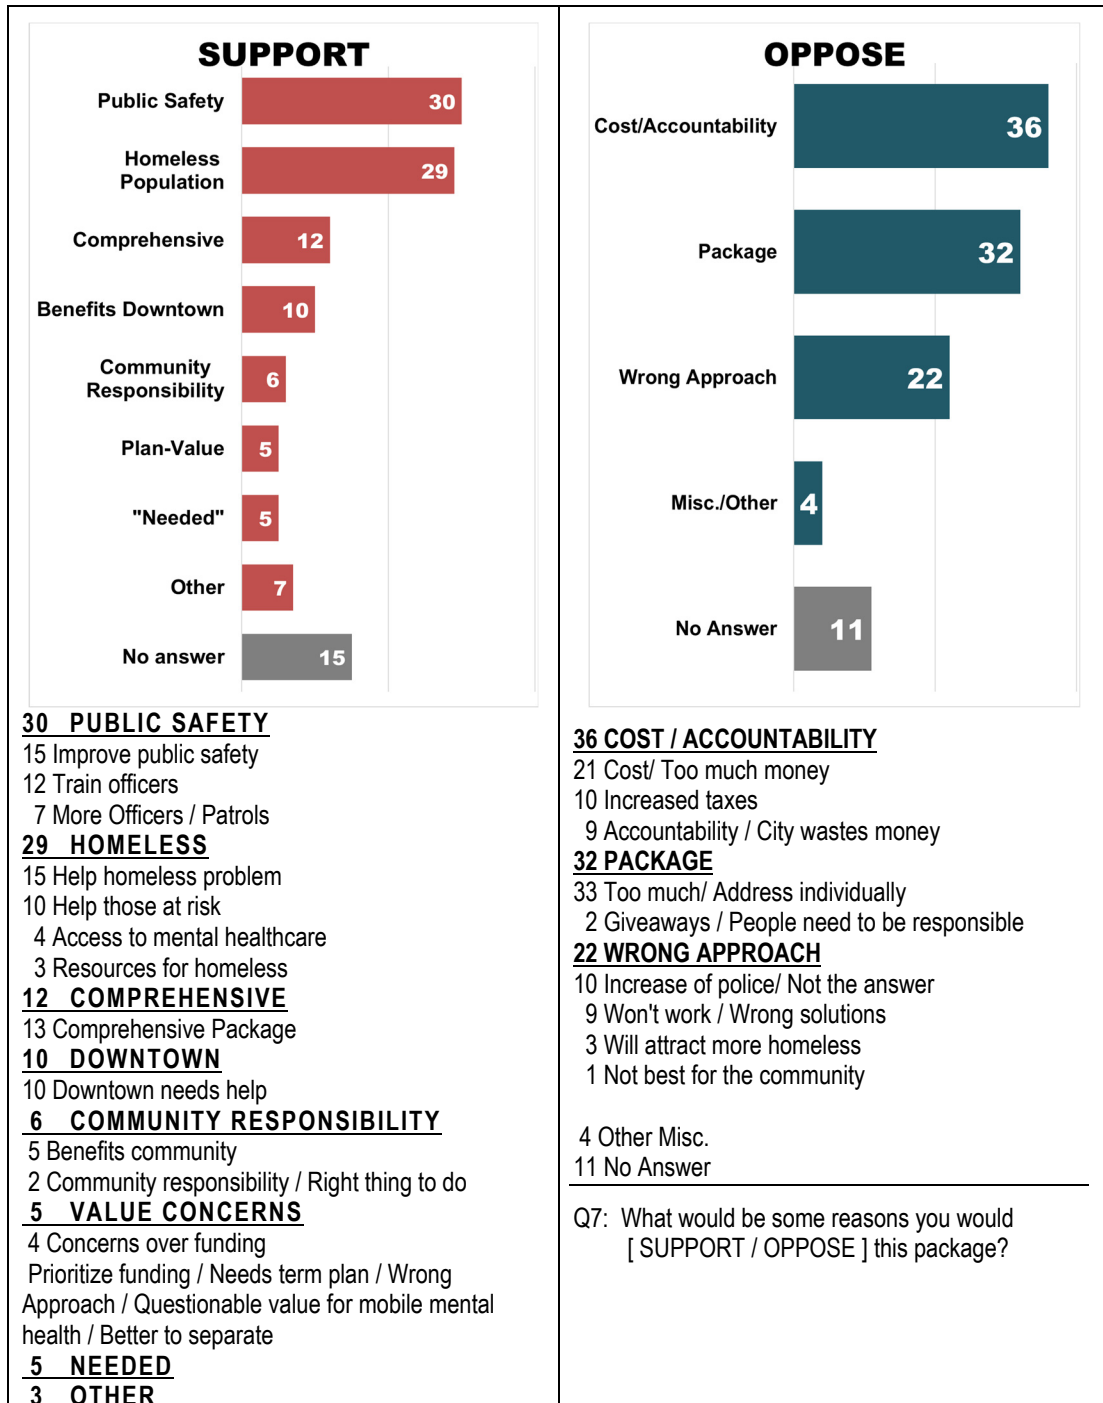 SUPPORT
Public Safety
30
Homeless
Population
29
Comprehensive
12
Benefits Downtown
10
Community
Responsibility
6
Plan-Value
5
"Needed"
5
Other
7
No answer
15
30 PUBLIC SAFETY
15 Improve public safety
12 Train officers
7 More Officers / Patrols
29 HOMELESS
15 Help homeless problem
10 Help those at risk
4 Access to mental healthcare
3 Resources for homeless
12 COMPREHENSIVE
13 Comprehensive Package
10 DOWNTOWN
10 Downtown needs help
6 COMMUNITY RESPONSIBILITY
5 Benefits community
2 Community responsibility / Right thing to do
5 VALUE CONCERNS
4 Concerns over funding
Prioritize funding / Needs term plan / Wrong
Approach / Questionable value for mobile mental
health / Better to separate
5 NEEDED
3 OTHER
OPPOSE
Cost/Accountability
36
Package
32
Wrong Approach
22
Misc./Other
4
No Answer
11
36 COST / ACCOUNTABILITY
21 Cost/ Too much money
10 Increased taxes
9 Accountability / City wastes money
32 PACKAGE
33 Too much/ Address individually
2 Giveaways / People need to be responsible
22 WRONG APPROACH
10 Increase of police/ Not the answer
9 Won't work / Wrong solutions
3 Will attract more homeless
1 Not best for the community
4 Other Misc.
11 No Answer
Q7: What would be some reasons you would
[ SUPPORT / OPPOSE ] this package?